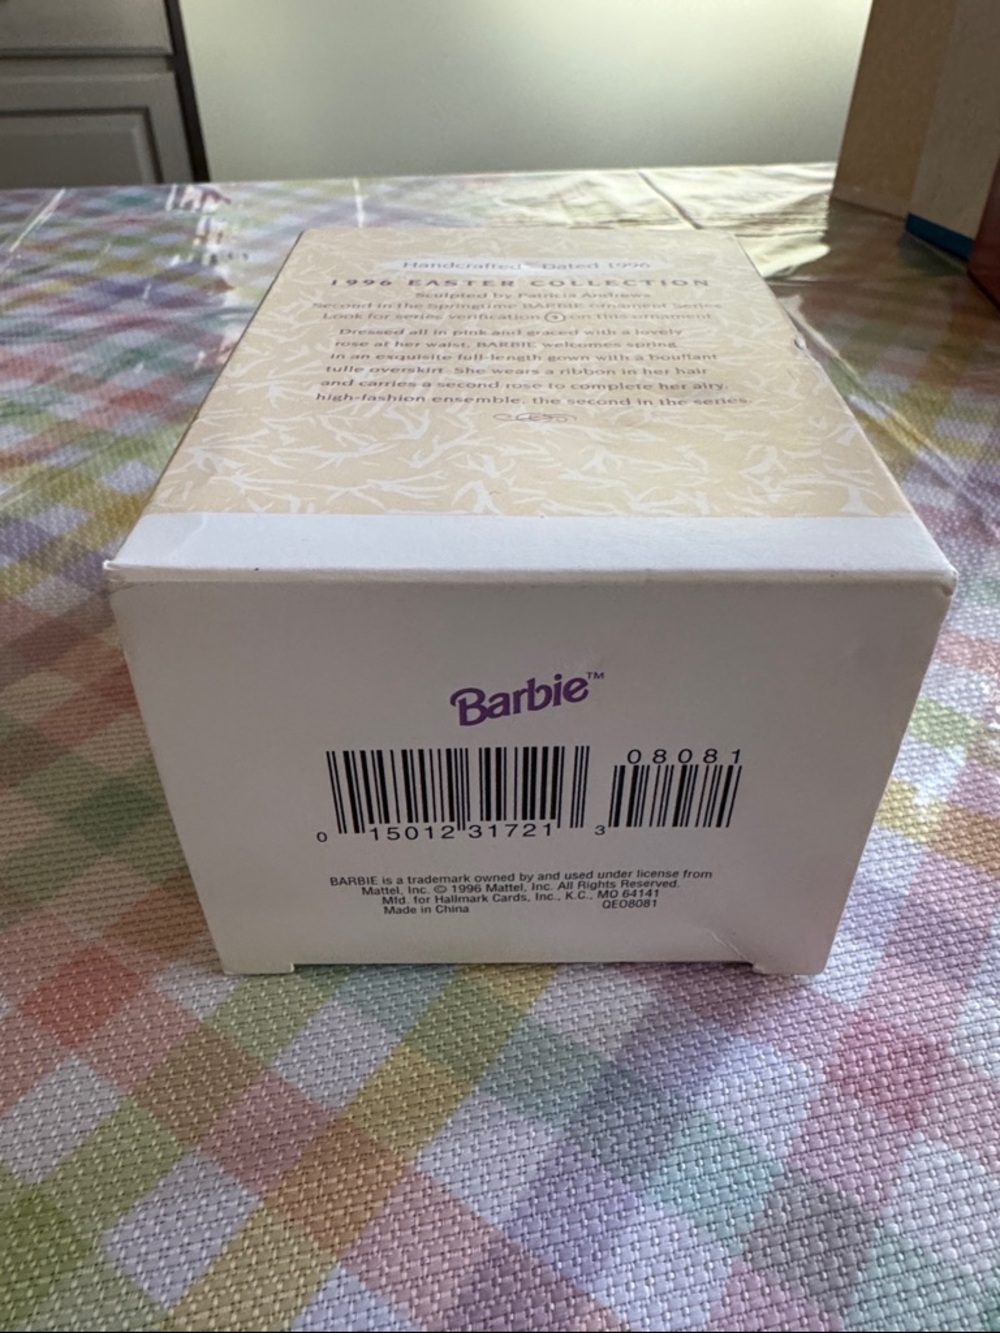 Handcrafted Dated 1996
1996 EASTER COLLECTION
Sculpted by Patricia Andrews
Second in the Springtime BARBIE Ornament Series
Look for series verification 2 on this ornament
Dressed all in pink and graced with a lovely
rose at her waist, BARBIE welcomes spring
in an exquisite full-length gown with a bouffant
tulle overskirt. She wears a ribbon in her hair
and carries a second rose to complete her airy,
high-fashion ensemble, the second in the series.
Barbie™
08081
0 15012 31721 3
BARBIE is a trademark owned by and used under license from
Mattel, Inc. © 1996 Mattel, Inc. All Rights Reserved.
Mfd. for Hallmark Cards, Inc., K.C., MO 64141
Made in China QEO8081